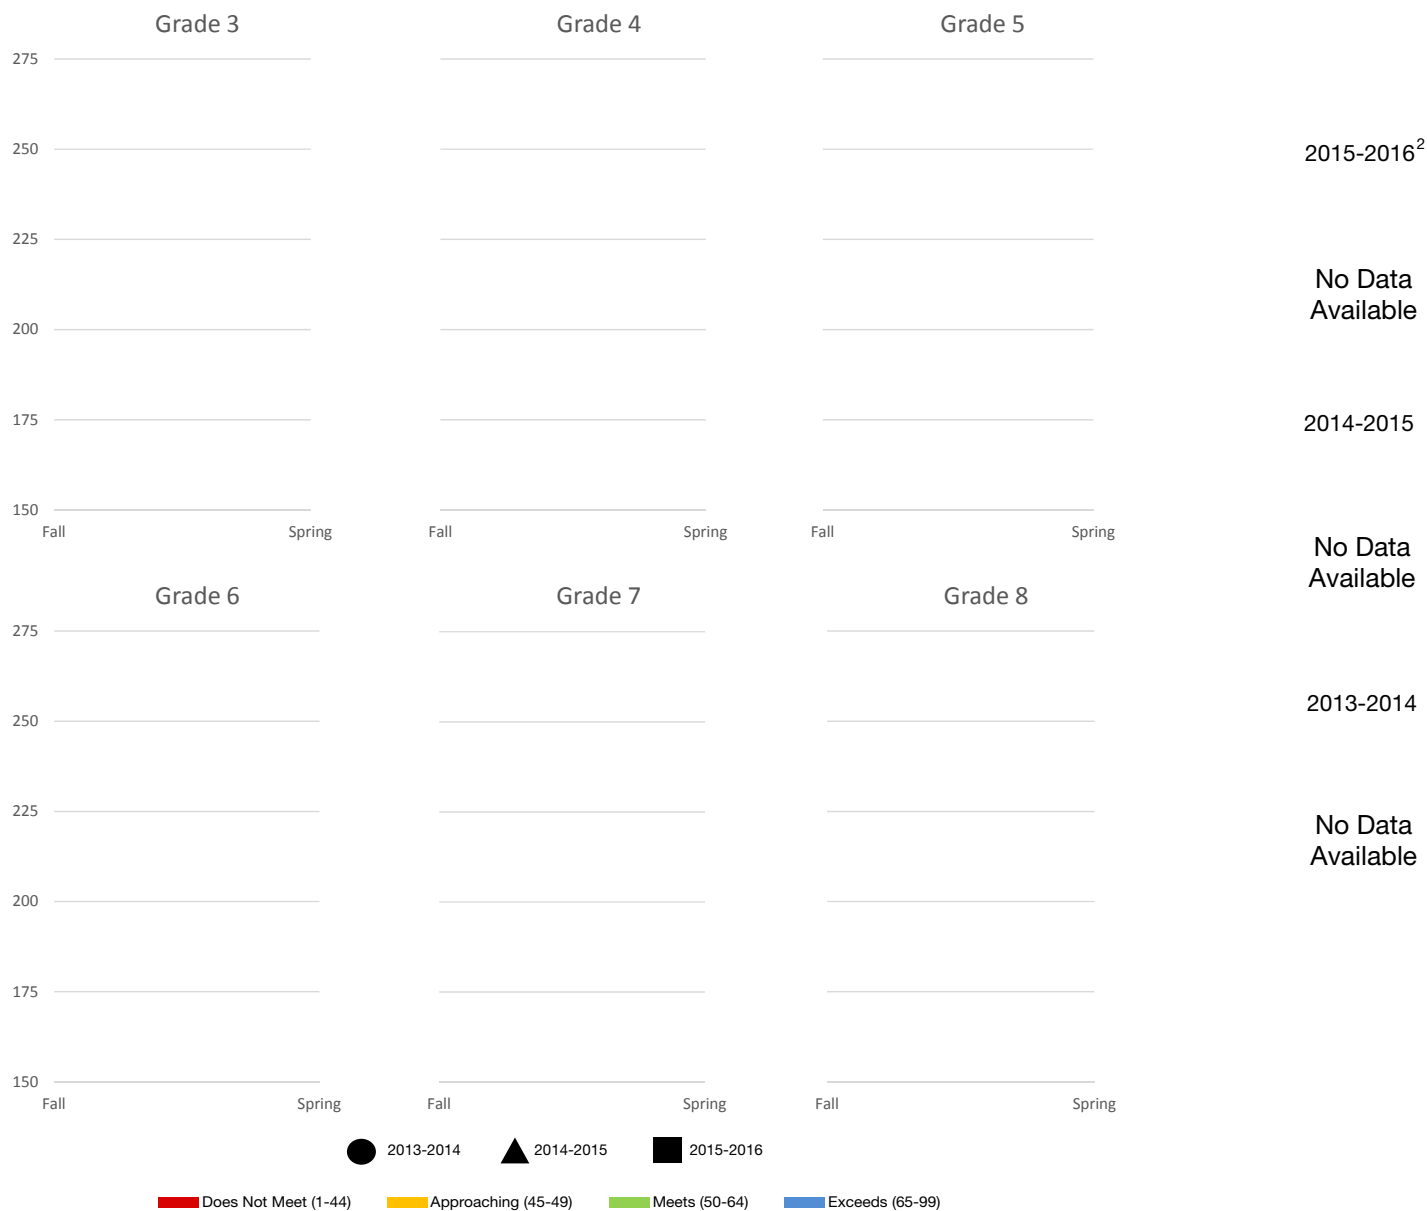 Grade 3
Grade 4
Grade 5
275
250
225
200
175
150
Fall
Spring
Fall
Spring
Fall
Spring
2015-2016²
No Data
Available
2014-2015
No Data
Available
2013-2014
No Data
Available
Grade 6
Grade 7
Grade 8
275
250
225
200
175
150
Fall
Spring
Fall
Spring
Fall
Spring
2013-2014
2014-2015
2015-2016
Does Not Meet (1-44)
Approaching (45-49)
Meets (50-64)
Exceeds (65-99)